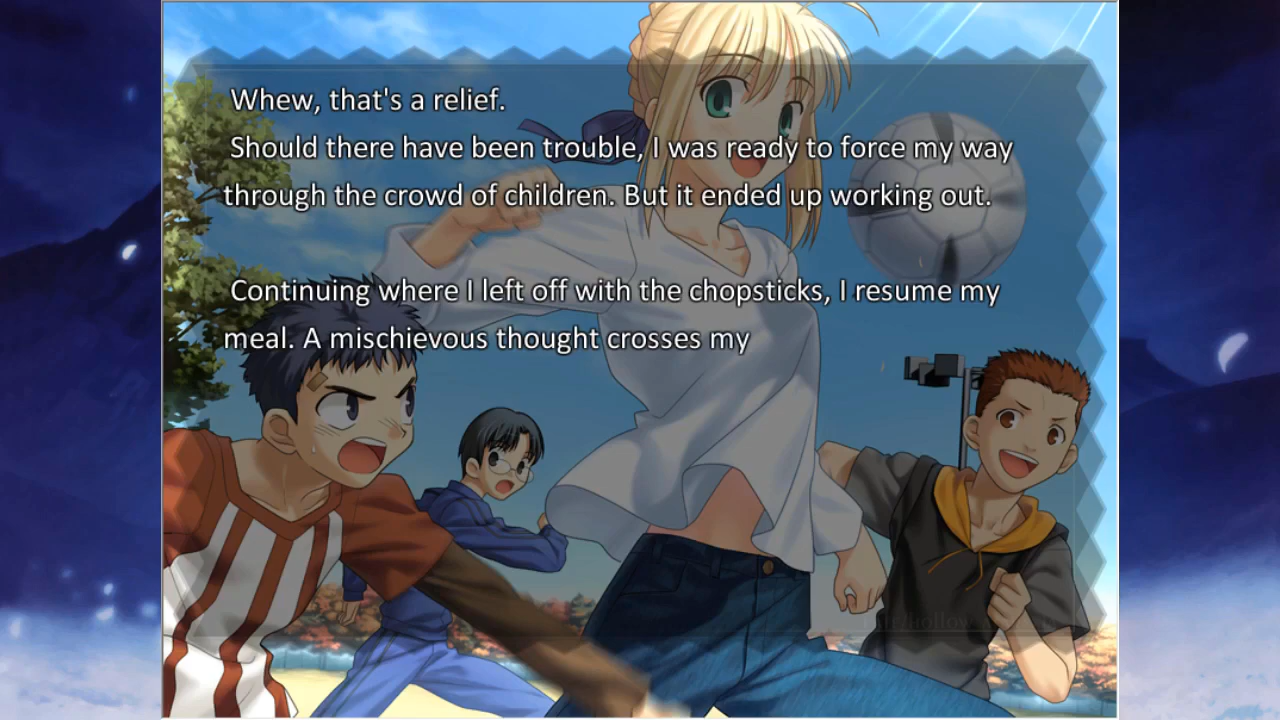 Whew, that's a relief.
Should there have been trouble, I was ready to force my way
through the crowd of children. But it ended up working out.
Continuing where I left off with the chopsticks, I resume my
meal. A mischievous thought crosses my